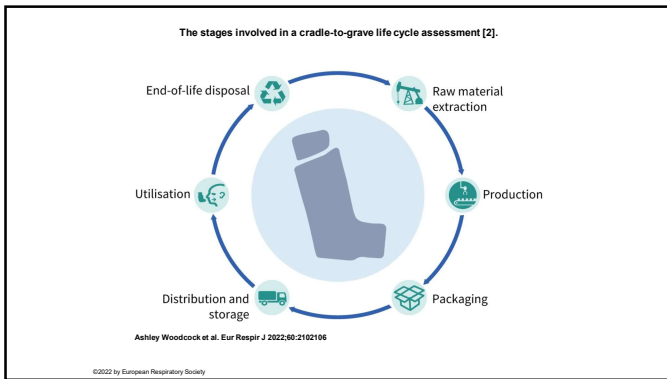 The stages involved in a cradle-to-grave life cycle assessment [2].
End-of-life disposal
Raw material
extraction
Utilisation
Production
Distribution and
storage
Packaging
Ashley Woodcock et al. Eur Respir J 2022;60:2102106
©2022 by European Respiratory Society